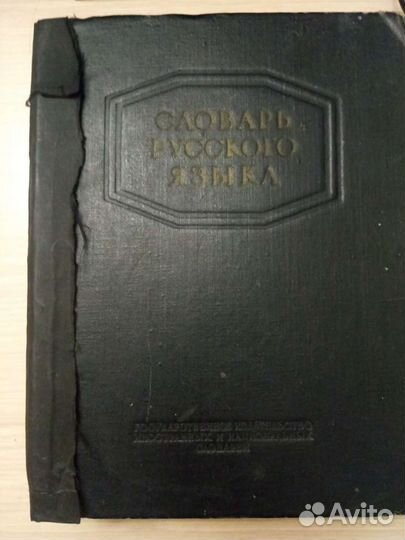 СЛОВАРЬ
РУССКОГО
ЯЗЫКА
ГОСУДАРСТВЕННОЕ ИЗДАТЕЛЬСТВО
ИНОСТРАННЫХ И НАЦИОНАЛЬНЫХ
СЛОВАРЕЙ
Avito